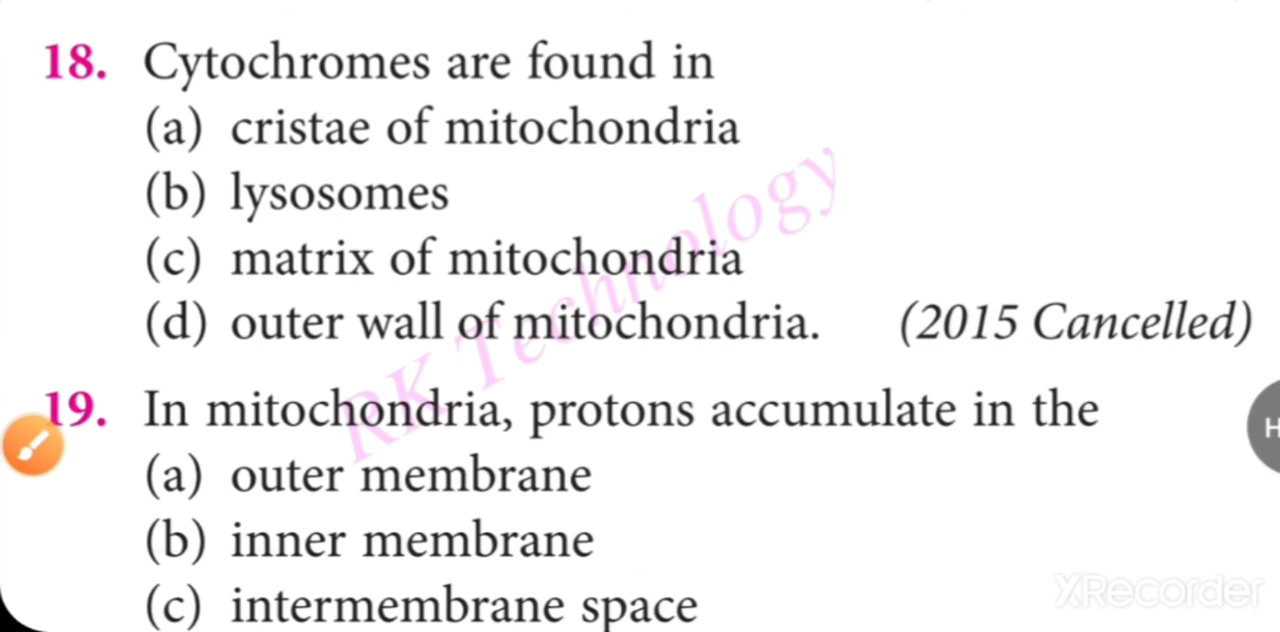 18. Cytochromes are found in
(a) cristae of mitochondria
(b) lysosomes
(c) matrix of mitochondria
(d) outer wall of mitochondria. (2015 Cancelled)
19. In mitochondria, protons accumulate in the
(a) outer membrane
(b) inner membrane
(c) intermembrane space
RK Technology
H
XRecorder